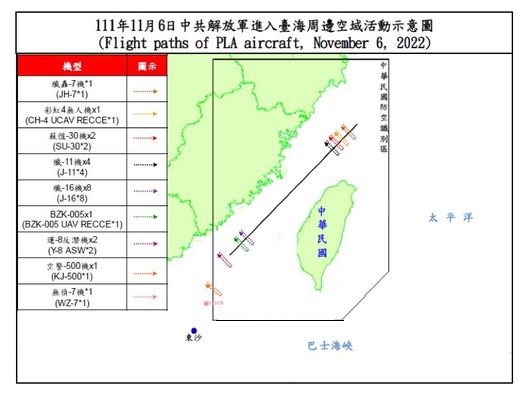 111年11月6日中共解放軍進入臺海周邊空域活動示意圖
(Flight paths of PLA aircraft, November 6, 2022)
機型 圖示
殲轟-7機*1
(JH-7*1)
彩虹4無人機x1
(CH-4 UCAV RECCE*1)
蘇愷-30機x2
(SU-30*2)
殲-11機x4
(J-11*4)
殲-16機x8
(J-16*8)
BZK-005x1
(BZK-005 UAV RECCE*1)
運-8反潛機x2
(Y-8 ASW*2)
空警-500機x1
(KJ-500*1)
無偵-7機*1
(WZ-7*1)
中華民國防空識別區
中華民國
太平洋
東沙
巴士海峽